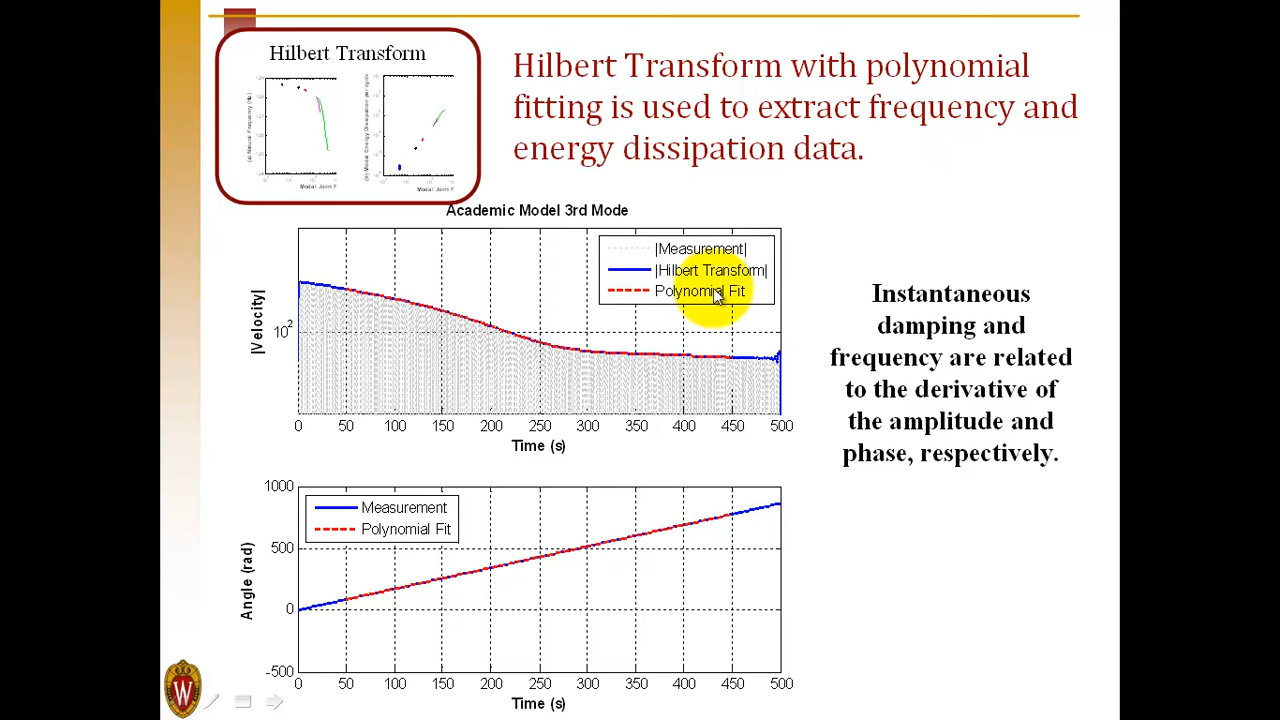 Hilbert Transform
(a) Natural Frequency (Hz)
Modal Joint F
(b) Modal Energy Dissipation per cycle
Modal Joint F
Hilbert Transform with polynomial
fitting is used to extract frequency and
energy dissipation data.
Academic Model 3rd Mode
|Measurement|
|Hilbert Transform|
Polynomial Fit
|Velocity|
10²
0 50 100 150 200 250 300 350 400 450 500
Time (s)
Instantaneous
damping and
frequency are related
to the derivative of
the amplitude and
phase, respectively.
Measurement
Polynomial Fit
Angle (rad)
1000
500
0
-500
0 50 100 150 200 250 300 350 400 450 500
Time (s)
W